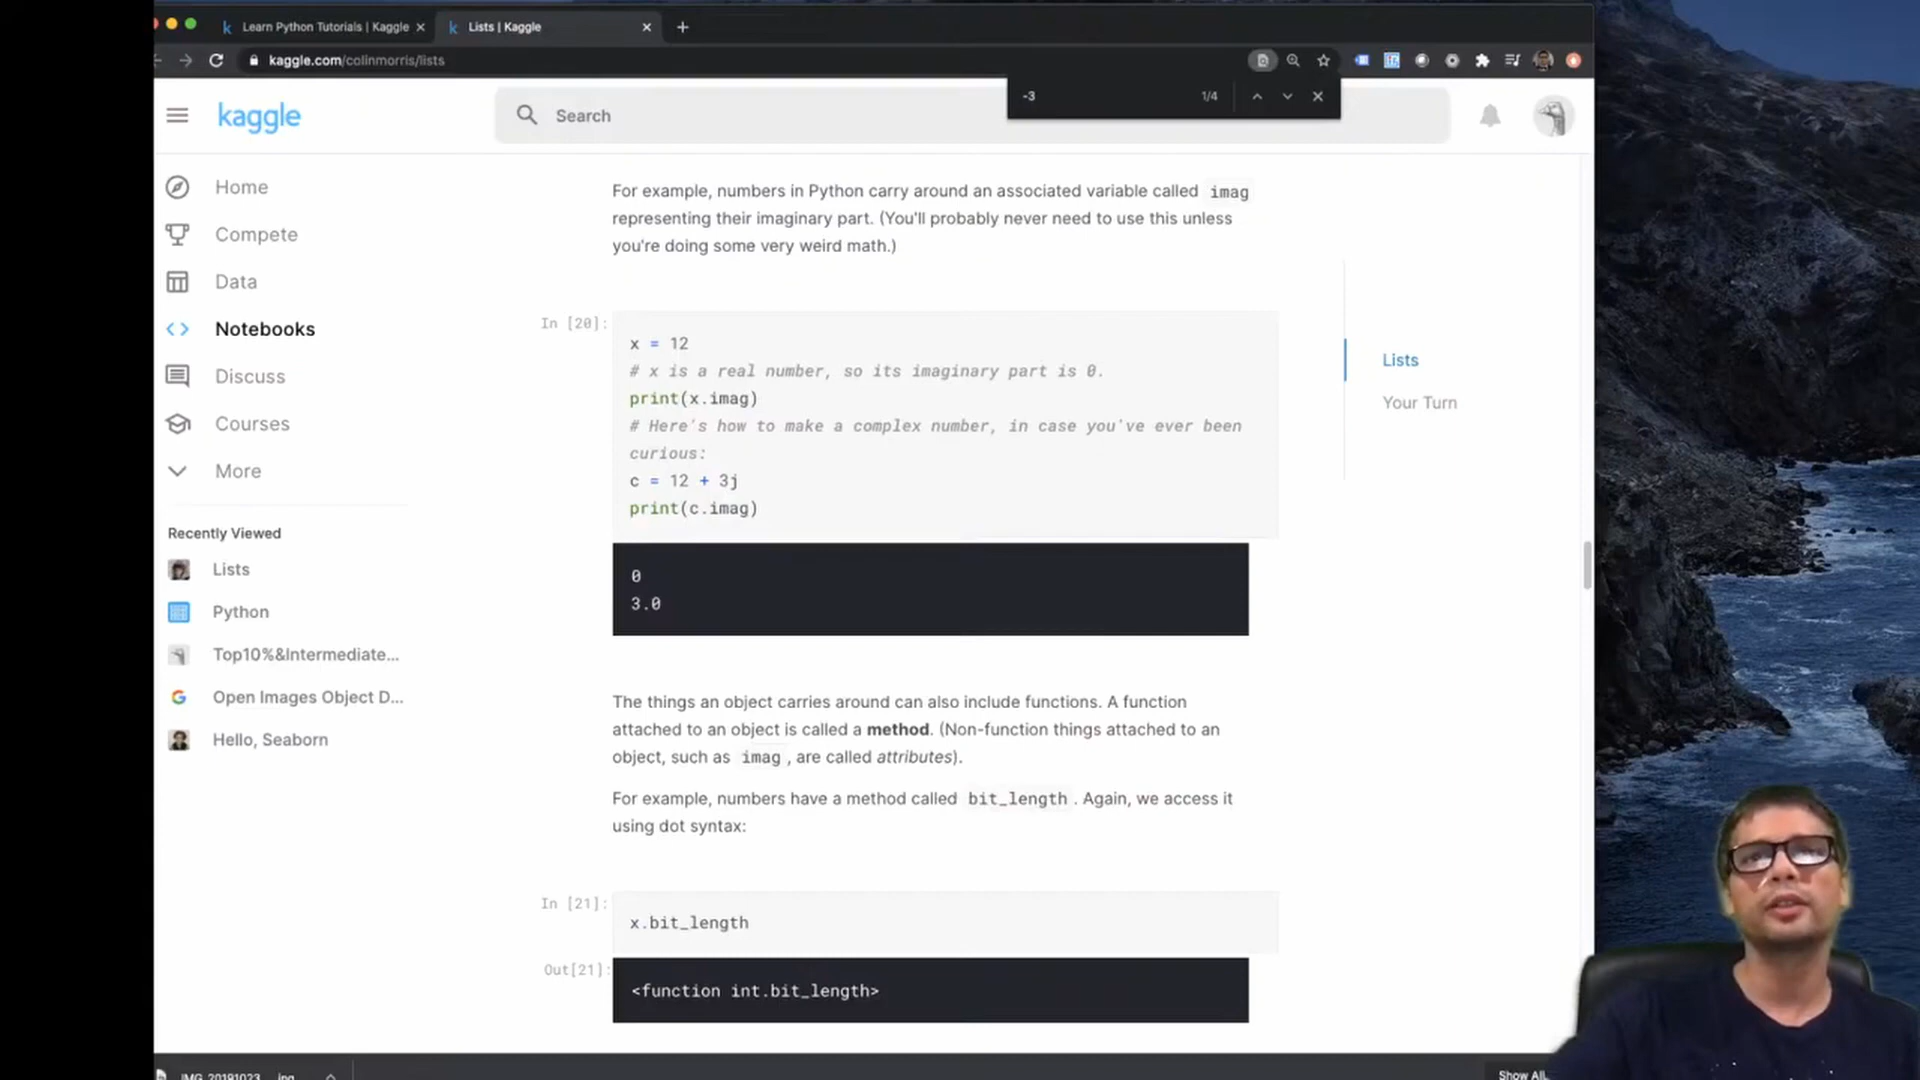 Learn Python Tutorials | Kaggle
Lists | Kaggle
kaggle.com/colinmorris/lists
-3
1/4
kaggle
Search
Home
Compete
Data
Notebooks
Discuss
Courses
More
Recently Viewed
Lists
Python
Top10%&Intermediate...
Open Images Object D...
Hello, Seaborn
For example, numbers in Python carry around an associated variable called imag
representing their imaginary part. (You'll probably never need to use this unless
you're doing some very weird math.)
In [20]:
x = 12
# x is a real number, so its imaginary part is 0.
print(x.imag)
# Here's how to make a complex number, in case you've ever been
curious:
c = 12 + 3j
print(c.imag)
0
3.0
The things an object carries around can also include functions. A function
attached to an object is called a method. (Non-function things attached to an
object, such as imag , are called attributes).
For example, numbers have a method called bit_length . Again, we access it
using dot syntax:
In [21]:
x.bit_length
Out[21]:
<function int.bit_length>
Lists
Your Turn
IMG_20191023
Show All